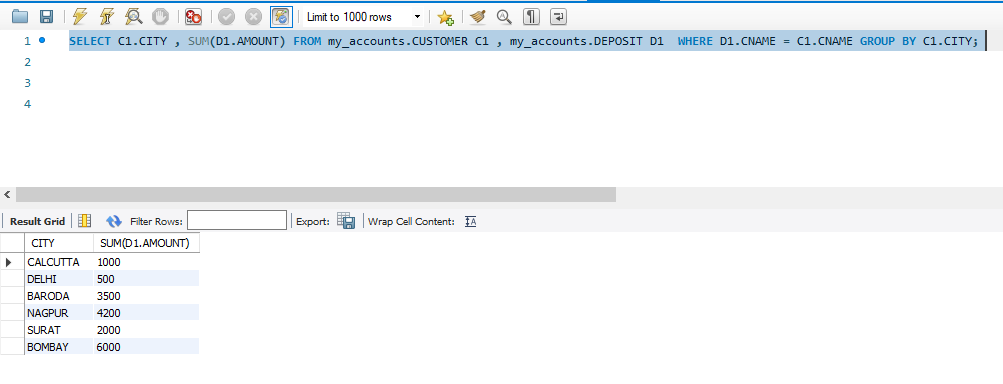 Limit to 1000 rows
1 SELECT C1.CITY , SUM(D1.AMOUNT) FROM my_accounts.CUSTOMER C1 , my_accounts.DEPOSIT D1  WHERE D1.CNAME = C1.CNAME GROUP BY C1.CITY;
2
3
4
Result Grid Filter Rows: Export: Wrap Cell Content:
CITY SUM(D1.AMOUNT)
CALCUTTA 1000
DELHI 500
BARODA 3500
NAGPUR 4200
SURAT 2000
BOMBAY 6000